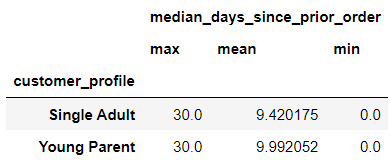 median_days_since_prior_order
max mean min
customer_profile
Single Adult 30.0 9.420175 0.0
Young Parent 30.0 9.992052 0.0